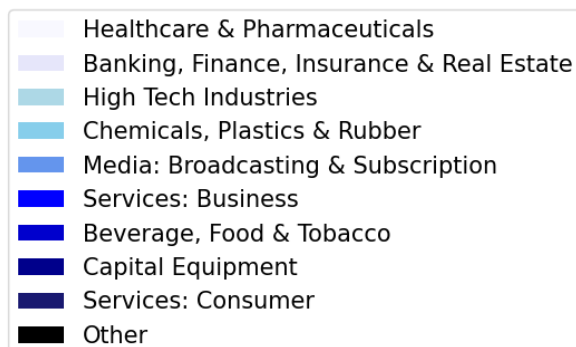 Healthcare & Pharmaceuticals
Banking, Finance, Insurance & Real Estate
High Tech Industries
Chemicals, Plastics & Rubber
Media: Broadcasting & Subscription
Services: Business
Beverage, Food & Tobacco
Capital Equipment
Services: Consumer
Other